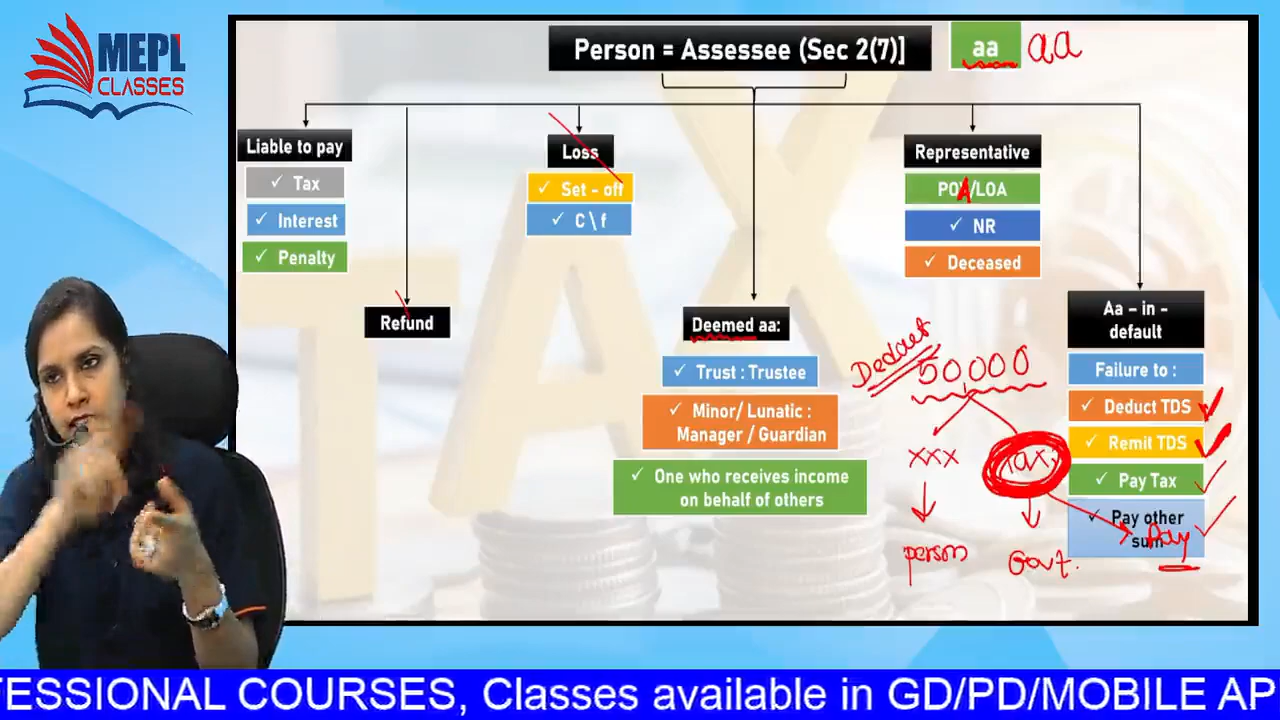 MEPL
CLASSES
Person = Assessee (Sec 2(7)]
aa
aa
Liable to pay
✓ Tax
✓ Interest
✓ Penalty
Refund
Loss
✓ Set - off
✓ C \ f
Deemed aa:
✓ Trust : Trustee
✓ Minor/ Lunatic :
Manager / Guardian
✓ One who receives income
on behalf of others
Representative
POA/LOA
✓ NR
✓ Deceased
Aa – in –
default
Failure to :
✓ Deduct TDS
✓ Remit TDS
✓ Pay Tax
✓ Pay other
sum
Deduct
50,000
xxx
Tax
person
Govt.
Pay
FESSIONAL COURSES, Classes available in GD/PD/MOBILE AP